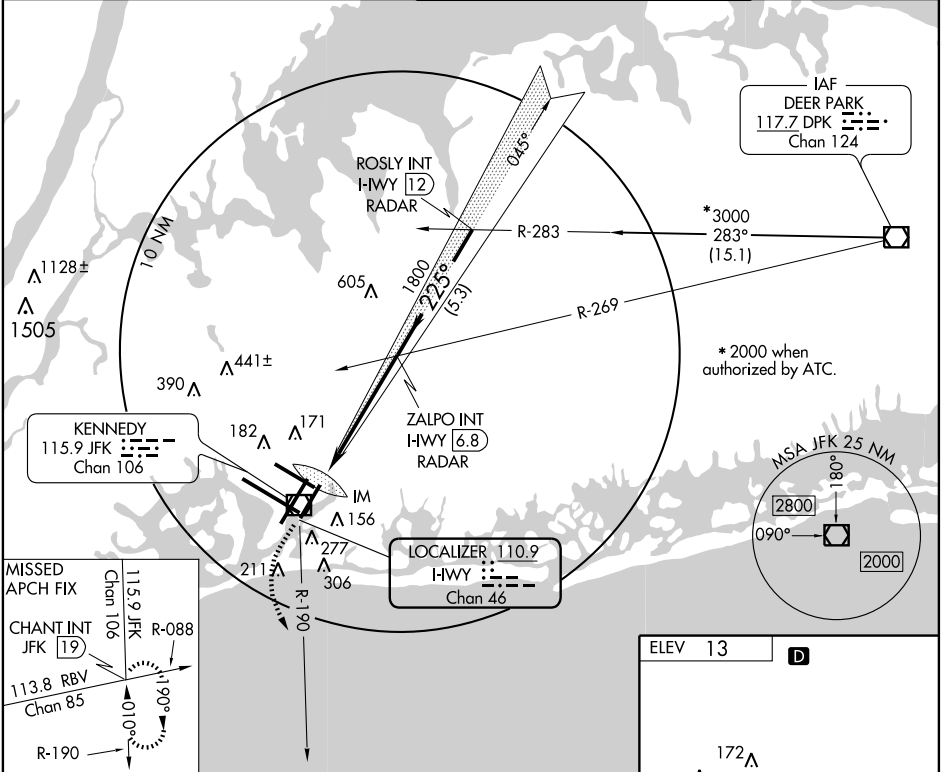 IAF
DEER PARK
117.7 DPK
Chan 124
ROSLY INT
I-IWY 12
RADAR
045°
10 NM
R-283
*3000
283°
(15.1)
1128±
1505
605
1800
225°
(5.3)
R-269
* 2000 when
authorized by ATC.
441±
390
KENNEDY
115.9 JFK
Chan 106
182
171
ZALPO INT
I-IWY 6.8
RADAR
MSA JFK 25 NM
180°
2800
090°
2000
IM
156
277
306
211
R-190
LOCALIZER 110.9
I-IWY
Chan 46
MISSED
APCH FIX
115.9 JFK
Chan 106
CHANT INT
JFK 19
R-088
113.8 RBV
Chan 85
190°
010°
R-190
ELEV 13
D
172